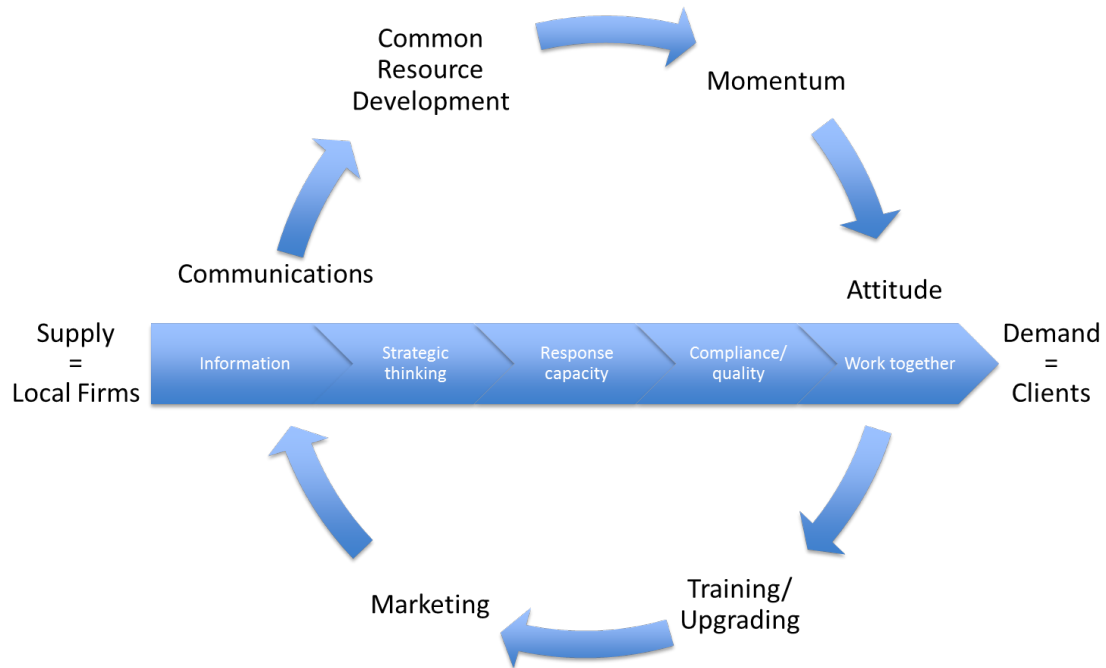 Common
Resource
Development
Momentum
Communications
Attitude
Supply
=
Local Firms
Information
Strategic
thinking
Response
capacity
Compliance/
quality
Work together
Demand
=
Clients
Marketing
Training/
Upgrading